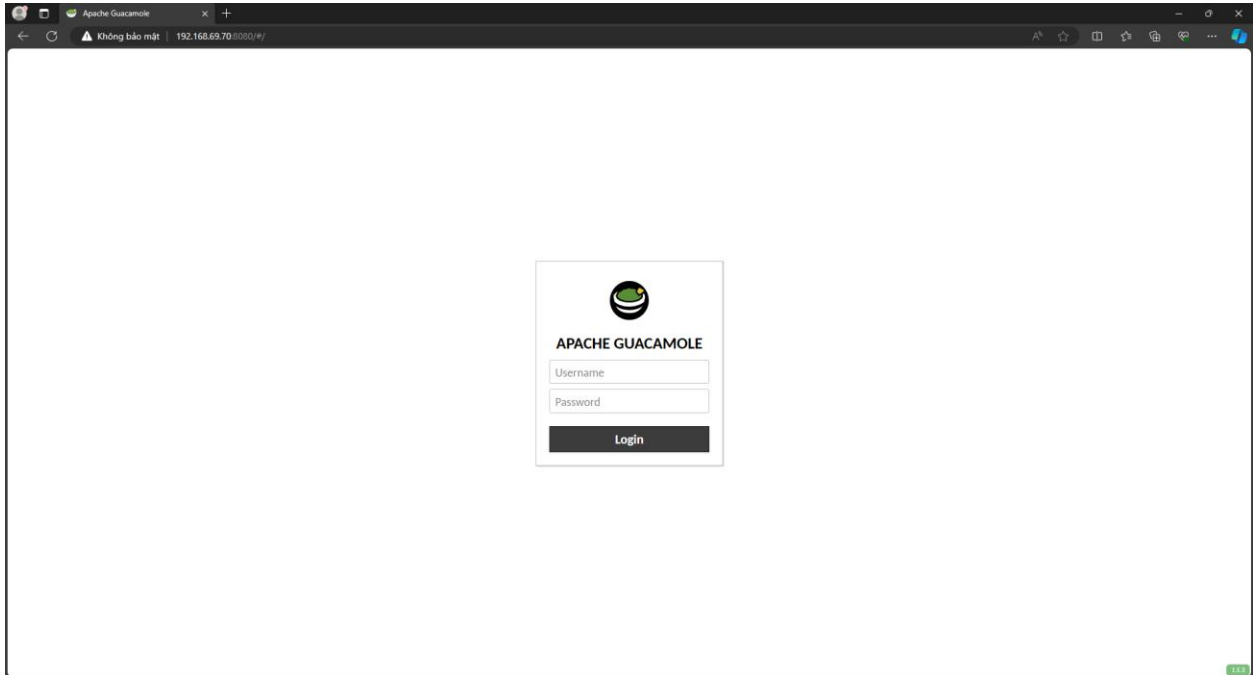 Apache Guacamole
Không bảo mật | 192.168.69.70:8080/#/
APACHE GUACAMOLE
Username
Password
Login